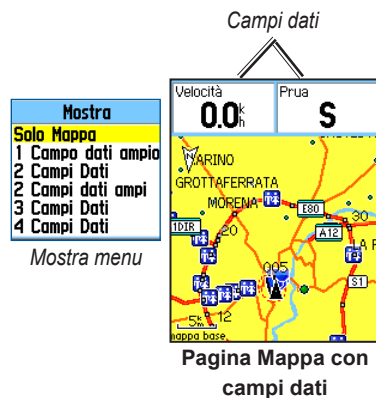 Campi dati
Velocità
0.0 k h
Prua
S
Mostra
Solo Mappa
1 Campo dati ampio
2 Campi Dati
2 Campi dati ampi
3 Campi Dati
4 Campi Dati
Mostra menu
N
ARINO
GROTTAFERRATA
MORENA
E80
30
1DIR
20
A12
005
S1
5 k m
12
mappa base
Pagina Mappa con
campi dati